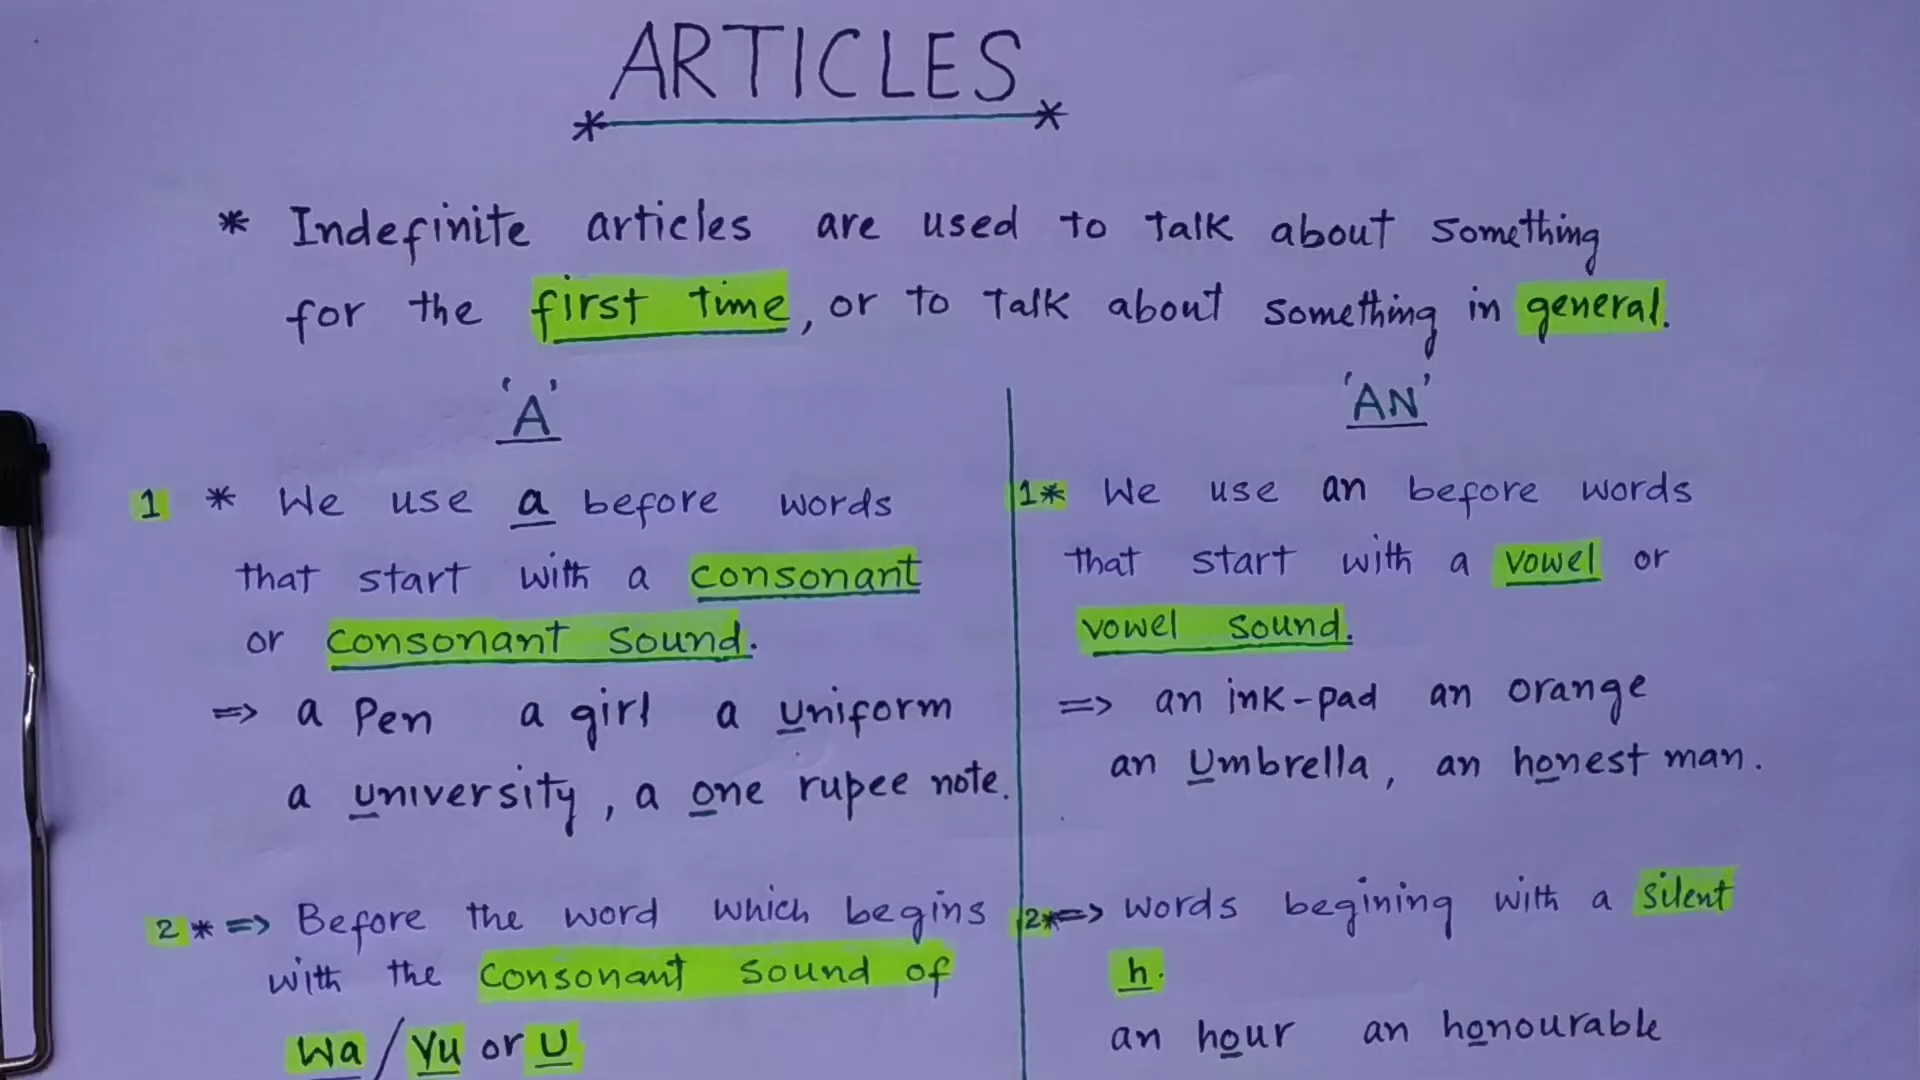 ARTICLES
* Indefinite articles are used to talk about something
for the first time, or to talk about something in general.
'A'
1 * We use a before words
that start with a consonant
or consonant sound.
=> a Pen a girl a uniform
a university, a one rupee note.
2 * => Before the word which begins
with the consonant sound of
Wa / Yu or U
'AN'
1* We use an before words
that start with a vowel or
vowel sound.
=> an ink-pad an orange
an Umbrella, an honest man.
2*=> words begining with a silent
h.
an hour an honourable